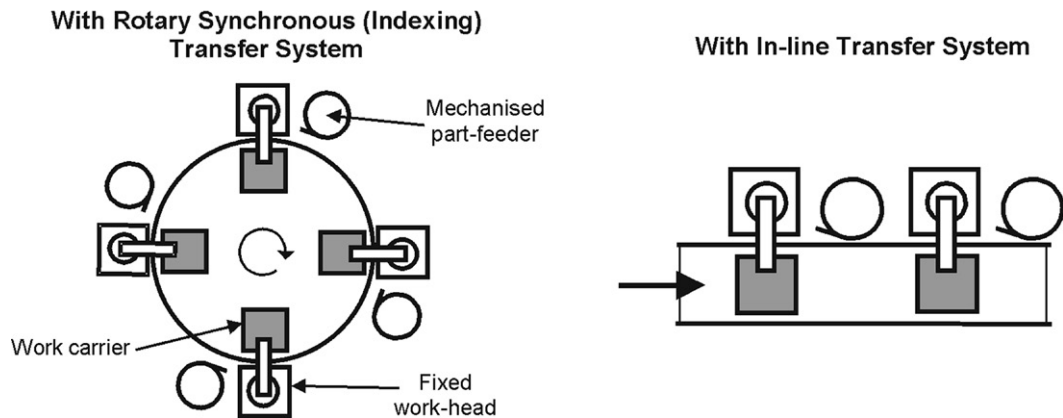 With Rotary Synchronous (Indexing)
Transfer System
With In-line Transfer System
Mechanised
part-feeder
Work carrier
Fixed
work-head